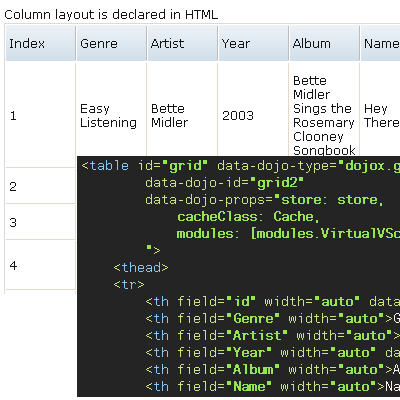 Column layout is declared in HTML
Index Genre Artist Year Album Name
1 Easy Listening Bette Midler 2003 Bette Midler Sings the Rosemary Clooney Songbook Hey There
2
3
4
<table id="grid" data-dojo-type="dojox.g
data-dojo-id="grid2"
data-dojo-props="store: store,
cacheClass: Cache,
modules: [modules.VirtualVSc
">
<thead>
<tr>
<th field="id" width="auto" data
<th field="Genre" width="auto">G
<th field="Artist" width="auto">
<th field="Year" width="auto" da
<th field="Album" width="auto">A
<th field="Name" width="auto">Na